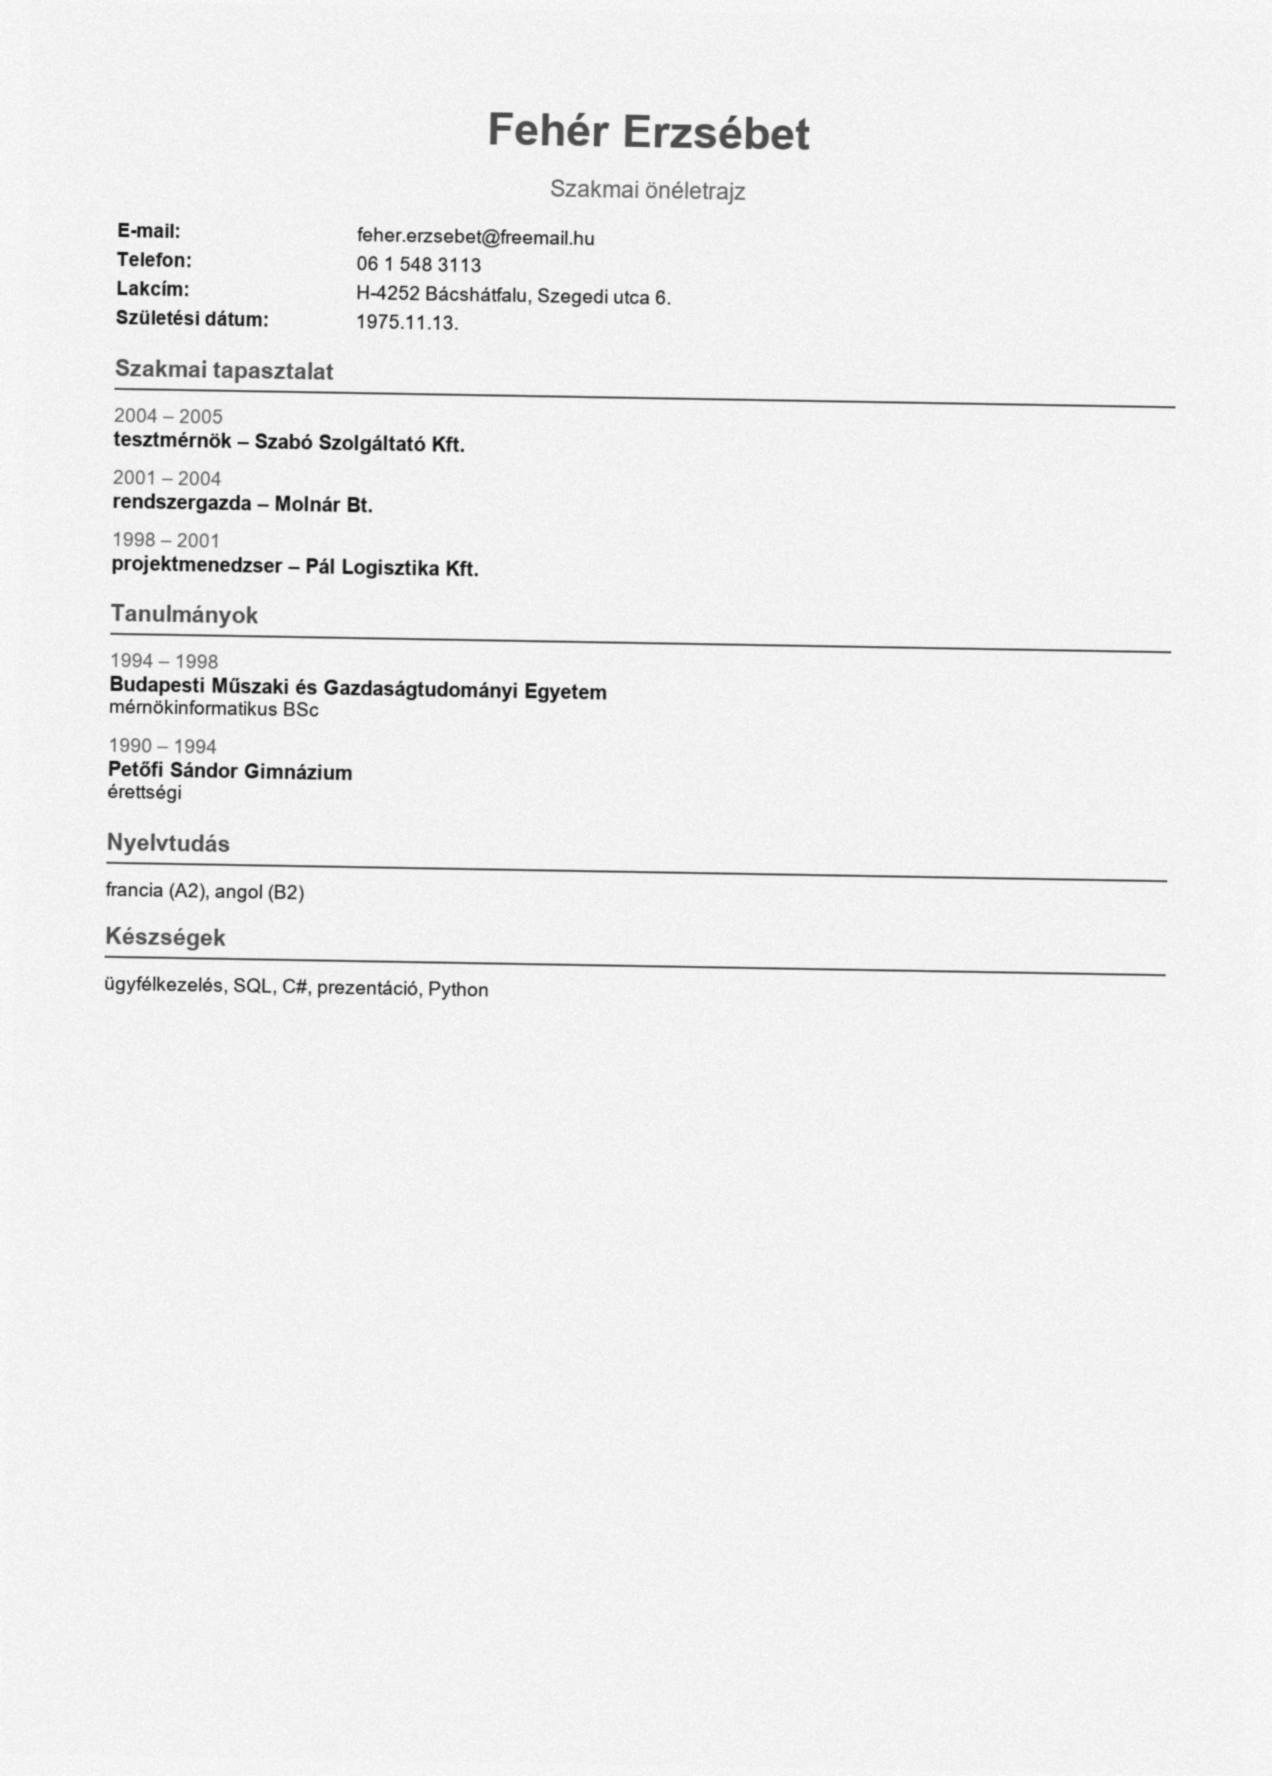 Fehér Erzsébet
Szakmai önéletrajz
E-mail: feher.erzsebet@freemail.hu
Telefon: 06 1 548 3113
Lakcím: H-4252 Bácshátfalu, Szegedi utca 6.
Születési dátum: 1975.11.13.
Szakmai tapasztalat
2004 – 2005
tesztmérnök – Szabó Szolgáltató Kft.
2001 – 2004
rendszergazda – Molnár Bt.
1998 – 2001
projektmenedzser – Pál Logisztika Kft.
Tanulmányok
1994 – 1998
Budapesti Műszaki és Gazdaságtudományi Egyetem
mérnökinformatikus BSc
1990 – 1994
Petőfi Sándor Gimnázium
érettségi
Nyelvtudás
francia (A2), angol (B2)
Készségek
ügyfélkezelés, SQL, C#, prezentáció, Python